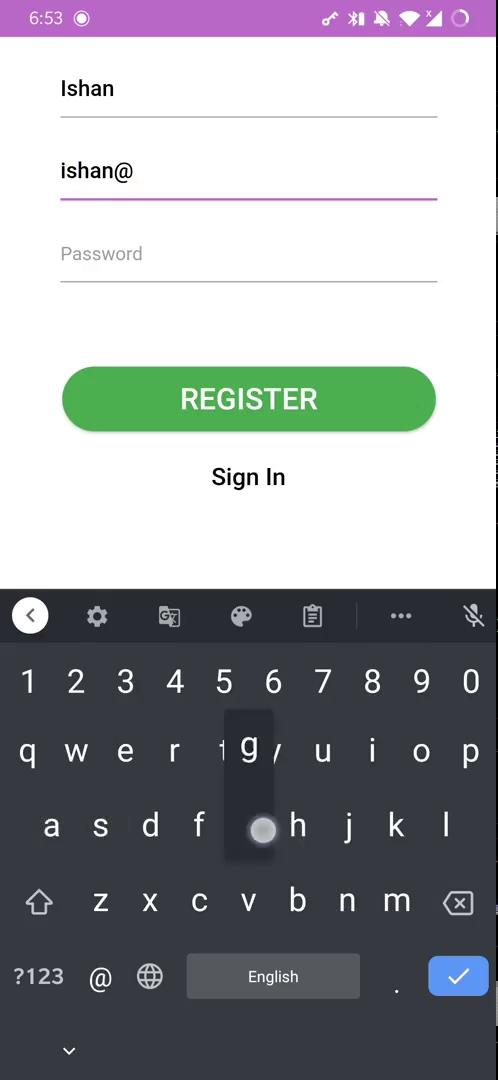 6:53
Ishan
ishan@
Password
REGISTER
Sign In
1 2 3 4 5 6 7 8 9 0
q w e r t g y u i o p
a s d f h j k l
z x c v b n m
?123 @ English .